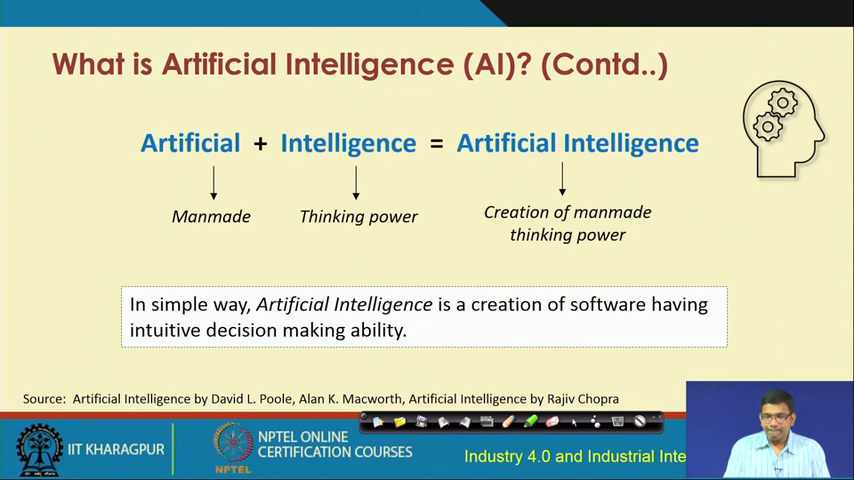 What is Artificial Intelligence (AI)? (Contd..)
Artificial + Intelligence = Artificial Intelligence
Manmade Thinking power Creation of manmade
thinking power
In simple way, Artificial Intelligence is a creation of software having
intuitive decision making ability.
Source: Artificial Intelligence by David L. Poole, Alan K. Macworth, Artificial Intelligence by Rajiv Chopra
IIT KHARAGPUR
NPTEL
NPTEL ONLINE
CERTIFICATION COURSES
Industry 4.0 and Industrial Inte